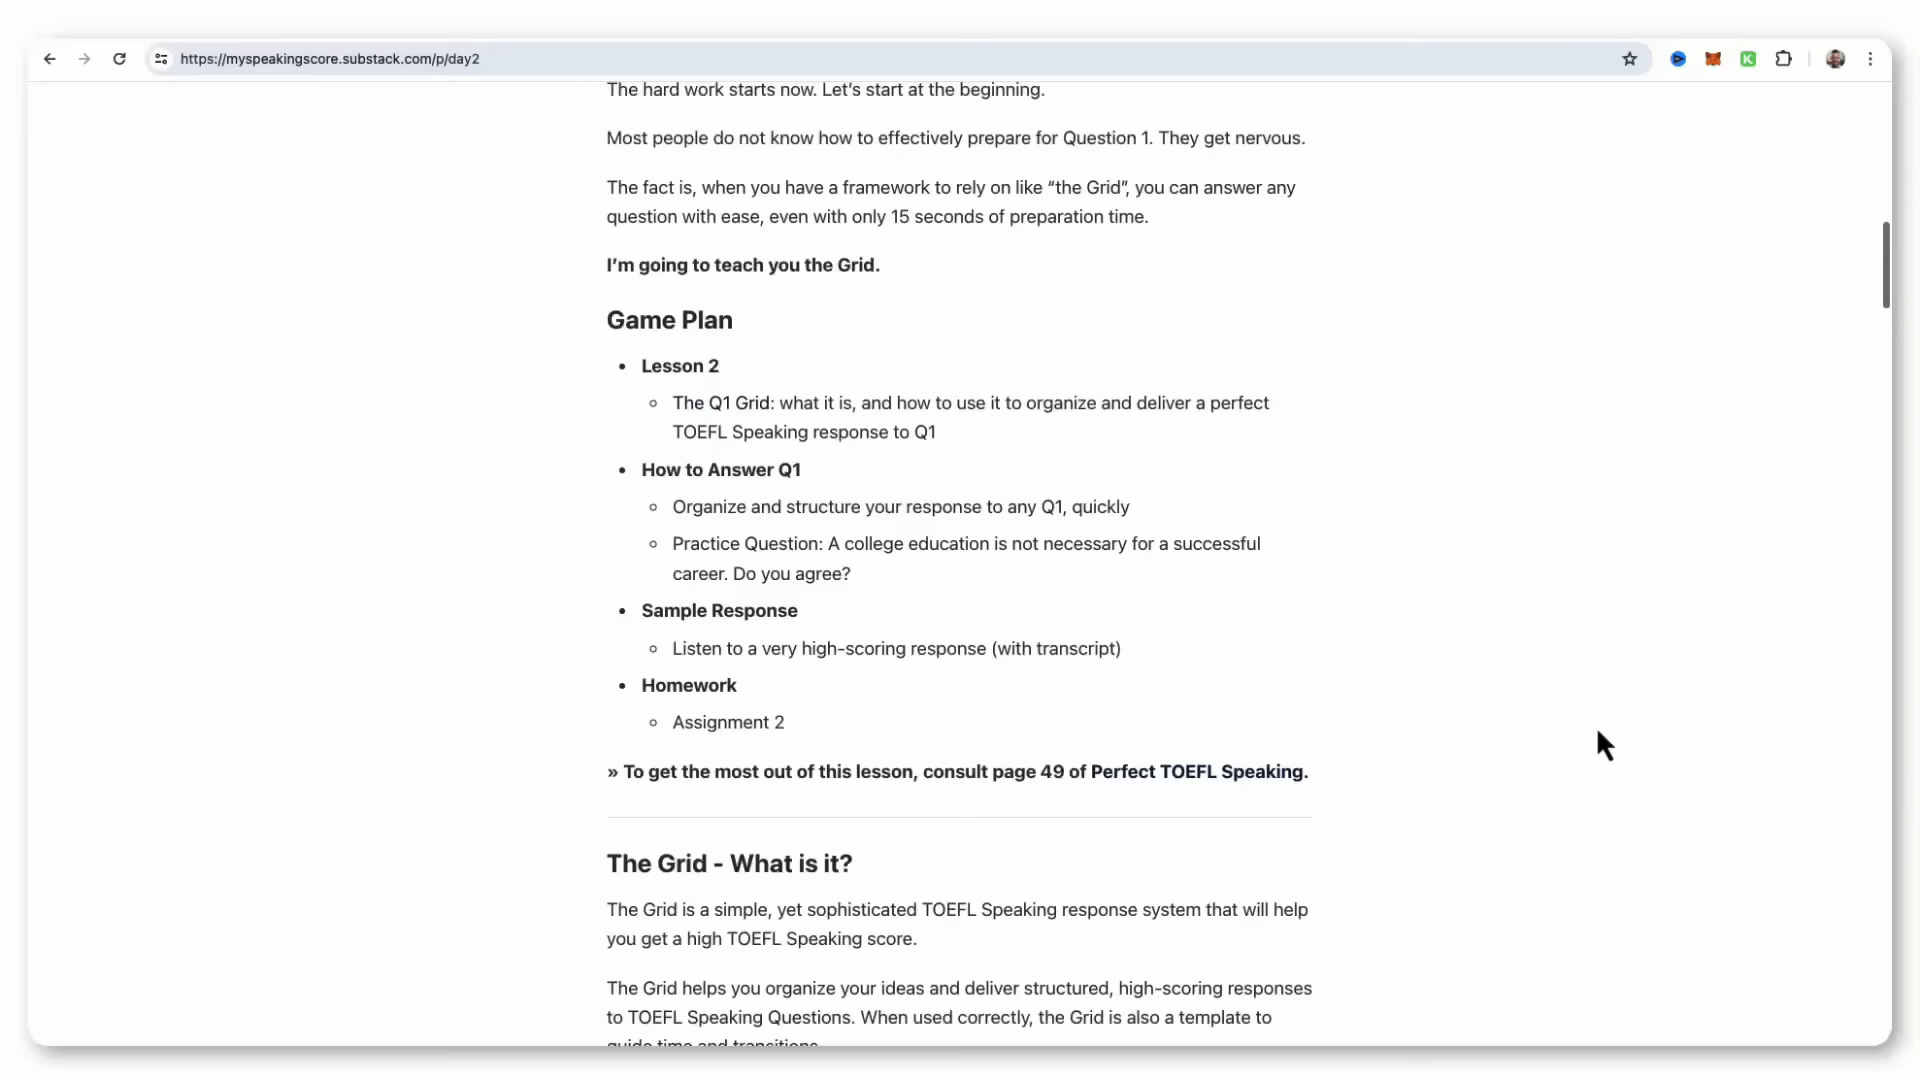 https://myspeakingscore.substack.com/p/day2
K
The hard work starts now. Let’s start at the beginning.
Most people do not know how to effectively prepare for Question 1. They get nervous.
The fact is, when you have a framework to rely on like “the Grid”, you can answer any
question with ease, even with only 15 seconds of preparation time.
I’m going to teach you the Grid.
Game Plan
• Lesson 2
◦ The Q1 Grid: what it is, and how to use it to organize and deliver a perfect
TOEFL Speaking response to Q1
• How to Answer Q1
◦ Organize and structure your response to any Q1, quickly
◦ Practice Question: A college education is not necessary for a successful
career. Do you agree?
• Sample Response
◦ Listen to a very high-scoring response (with transcript)
• Homework
◦ Assignment 2
» To get the most out of this lesson, consult page 49 of Perfect TOEFL Speaking.
The Grid - What is it?
The Grid is a simple, yet sophisticated TOEFL Speaking response system that will help
you get a high TOEFL Speaking score.
The Grid helps you organize your ideas and deliver structured, high-scoring responses
to TOEFL Speaking Questions. When used correctly, the Grid is also a template to
guide time and transitions.